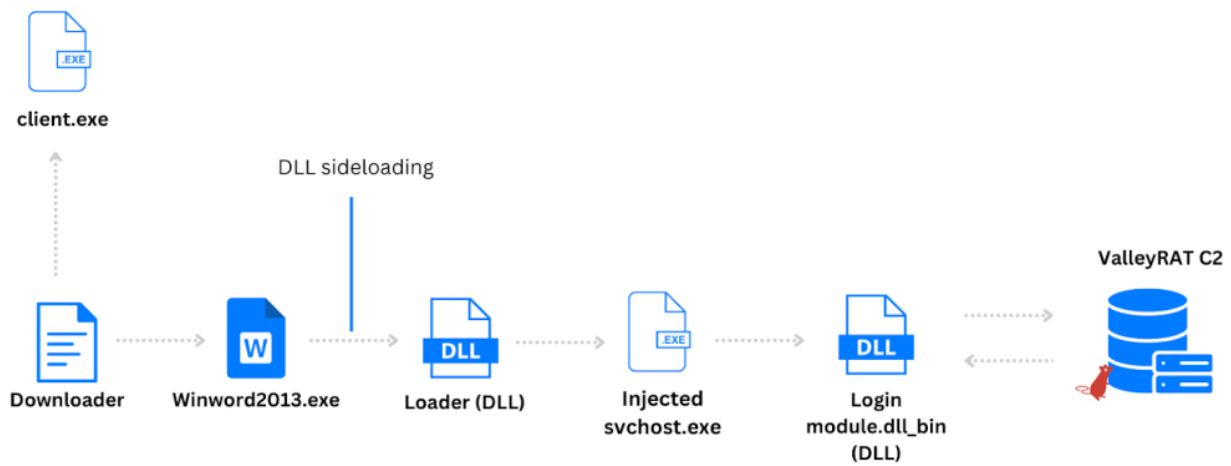 .EXE
client.exe
DLL sideloading
ValleyRAT C2
W
DLL
.EXE
DLL
Downloader
Winword2013.exe
Loader (DLL)
Injected
svchost.exe
Login
module.dll_bin
(DLL)